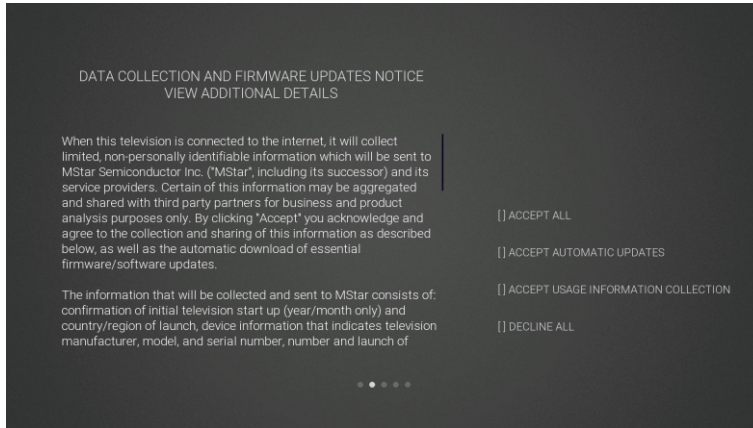 DATA COLLECTION AND FIRMWARE UPDATES NOTICE
VIEW ADDITIONAL DETAILS
When this television is connected to the internet, it will collect
limited, non-personally identifiable information which will be sent to
MStar Semiconductor Inc. ("MStar", including its successor) and its
service providers. Certain of this information may be aggregated
and shared with third party partners for business and product
analysis purposes only. By clicking "Accept" you acknowledge and
agree to the collection and sharing of this information as described
below, as well as the automatic download of essential
firmware/software updates.
The information that will be collected and sent to MStar consists of:
confirmation of initial television start up (year/month only) and
country/region of launch, device information that indicates television
manufacturer, model, and serial number, number and launch of
[ ] ACCEPT ALL
[ ] ACCEPT AUTOMATIC UPDATES
[ ] ACCEPT USAGE INFORMATION COLLECTION
[ ] DECLINE ALL